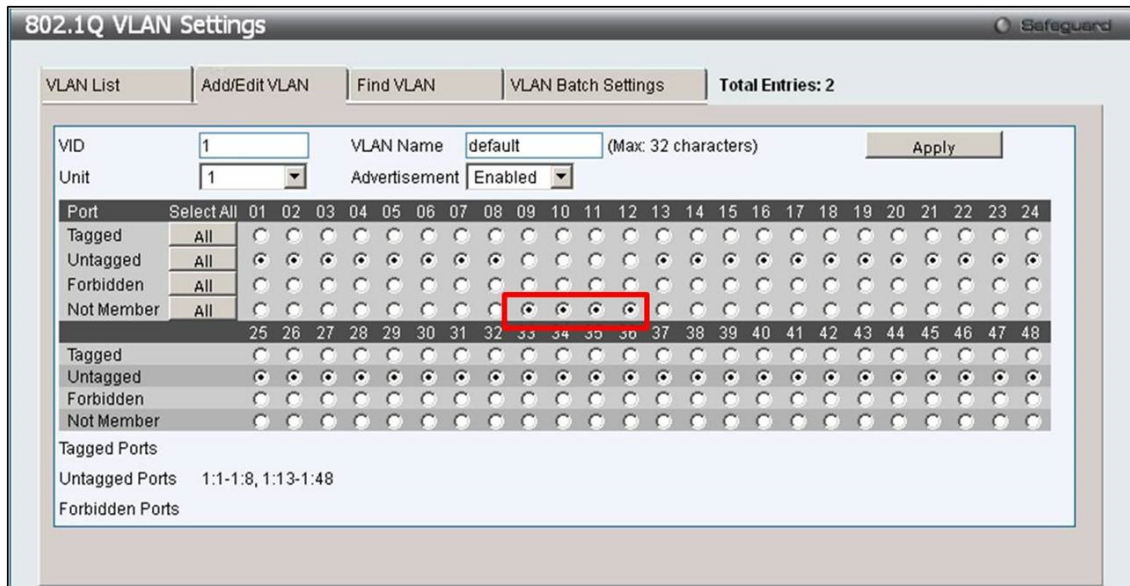 802.1Q VLAN Settings Safeguard
VLAN List Add/Edit VLAN Find VLAN VLAN Batch Settings Total Entries: 2
VID 1 VLAN Name default (Max: 32 characters) Apply
Unit 1 Advertisement Enabled
Port Select All 01 02 03 04 05 06 07 08 09 10 11 12 13 14 15 16 17 18 19 20 21 22 23 24
Tagged All
Untagged All
Forbidden All
Not Member All
25 26 27 28 29 30 31 32 33 34 35 36 37 38 39 40 41 42 43 44 45 46 47 48
Tagged
Untagged
Forbidden
Not Member
Tagged Ports
Untagged Ports 1:1-1:8, 1:13-1:48
Forbidden Ports